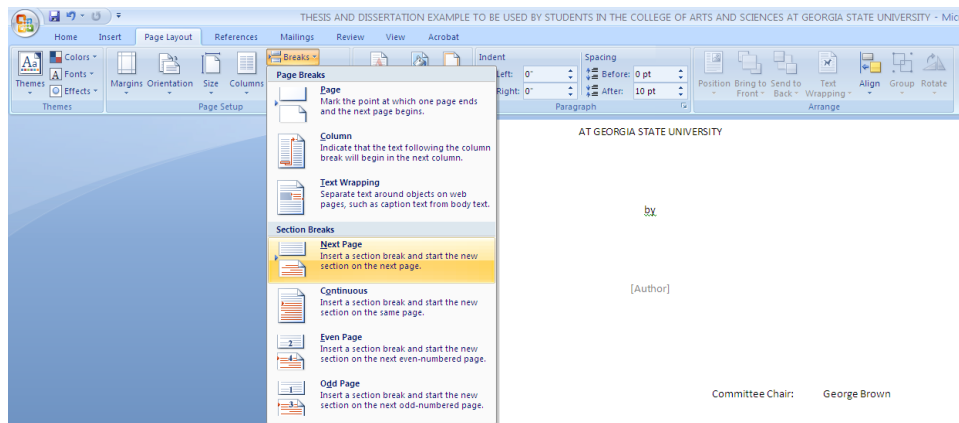 THESIS AND DISSERTATION EXAMPLE TO BE USED BY STUDENTS IN THE COLLEGE OF ARTS AND SCIENCES AT GEORGIA STATE UNIVERSITY - Mic
Home Insert Page Layout References Mailings Review View Acrobat
Themes
Colors
Fonts
Effects
Themes
Margins Orientation Size Columns
Page Setup
Breaks
Indent
Left: 0"
Right: 0"
Spacing
Before: 0 pt
After: 10 pt
Paragraph
Position Bring to Front Send to Back Text Wrapping Align Group Rotate
Arrange
Page Breaks
Page
Mark the point at which one page ends
and the next page begins.
Column
Indicate that the text following the column
break will begin in the next column.
Text Wrapping
Separate text around objects on web
pages, such as caption text from body text.
Section Breaks
Next Page
Insert a section break and start the new
section on the next page.
Continuous
Insert a section break and start the new
section on the same page.
Even Page
Insert a section break and start the new
section on the next even-numbered page.
Odd Page
Insert a section break and start the new
section on the next odd-numbered page.
AT GEORGIA STATE UNIVERSITY
by
[Author]
Committee Chair: George Brown